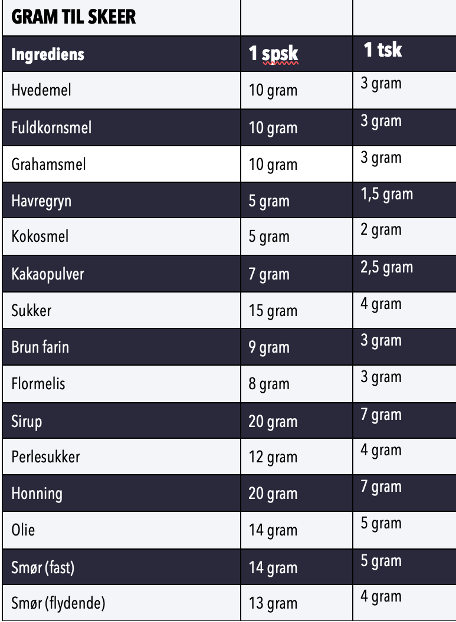 GRAM TIL SKEER
Ingrediens 1 spsk 1 tsk
Hvedemel 10 gram 3 gram
Fuldkornsmel 10 gram 3 gram
Grahamsmel 10 gram 3 gram
Havregryn 5 gram 1,5 gram
Kokosmel 5 gram 2 gram
Kakaopulver 7 gram 2,5 gram
Sukker 15 gram 4 gram
Brun farin 9 gram 3 gram
Flormelis 8 gram 3 gram
Sirup 20 gram 7 gram
Perlesukker 12 gram 4 gram
Honning 20 gram 7 gram
Olie 14 gram 5 gram
Smør (fast) 14 gram 5 gram
Smør (flydende) 13 gram 4 gram